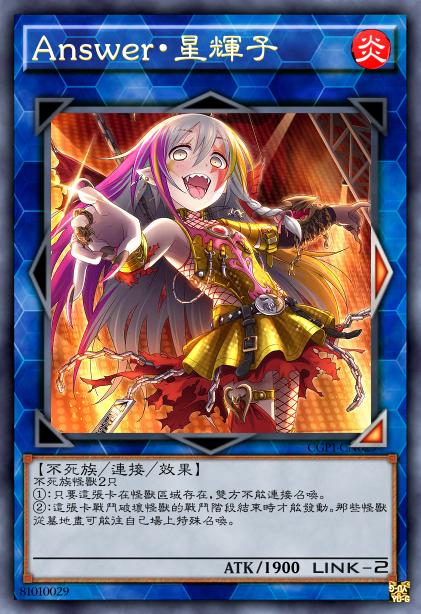 Answer・星輝子
炎
CGP1-CN029
【不死族/連接/效果】
不死族怪獸2只
①：只要這張卡在怪獸區域存在，雙方不能連接召喚。
②：這張卡戰鬥破壞怪獸的戰鬥階段結束時才能發動。那些怪獸
從墓地盡可能注自己場上特殊召喚。
ATK/1900 LINK-2
81010029